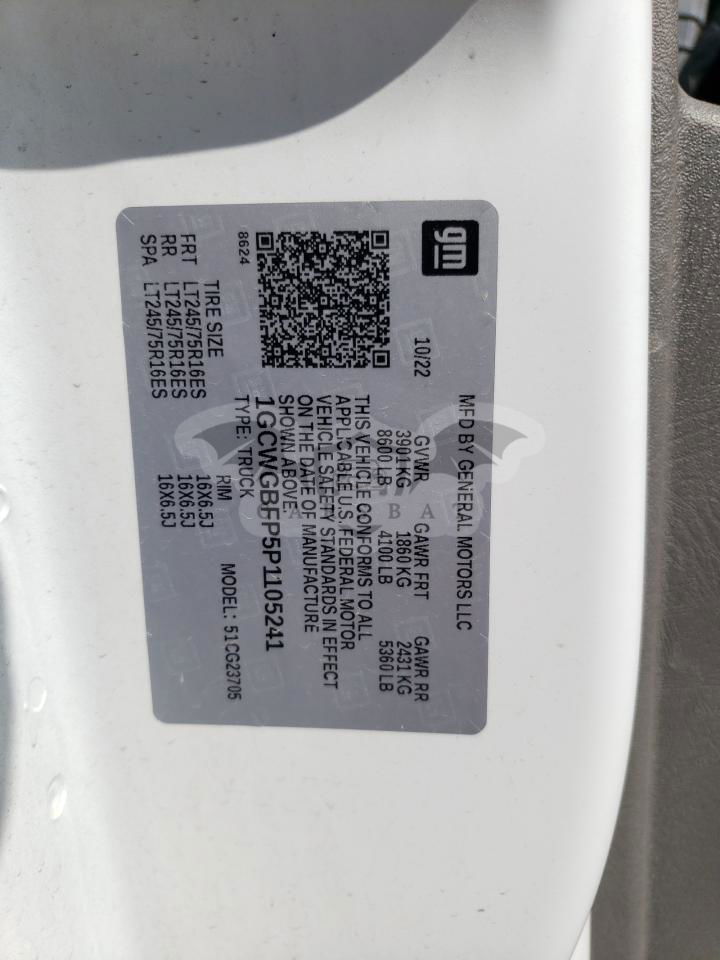 gm
MFD BY GENERAL MOTORS LLC
10/22
GVWR GAWR FRT GAWR RR
3901 KG 1860 KG 2431 KG
8600 LB 4100 LB 5360 LB
THIS VEHICLE CONFORMS TO ALL
APPLICABLE U.S. FEDERAL MOTOR
VEHICLE SAFETY STANDARDS IN EFFECT
ON THE DATE OF MANUFACTURE
SHOWN ABOVE.
1GCWGBFP5P1105241
8624
TYPE: TRUCK MODEL: 51CG23705
TIRE SIZE RIM
FRT LT245/75R16ES 16X6.5J
RR LT245/75R16ES 16X6.5J
SPA LT245/75R16ES 16X6.5J